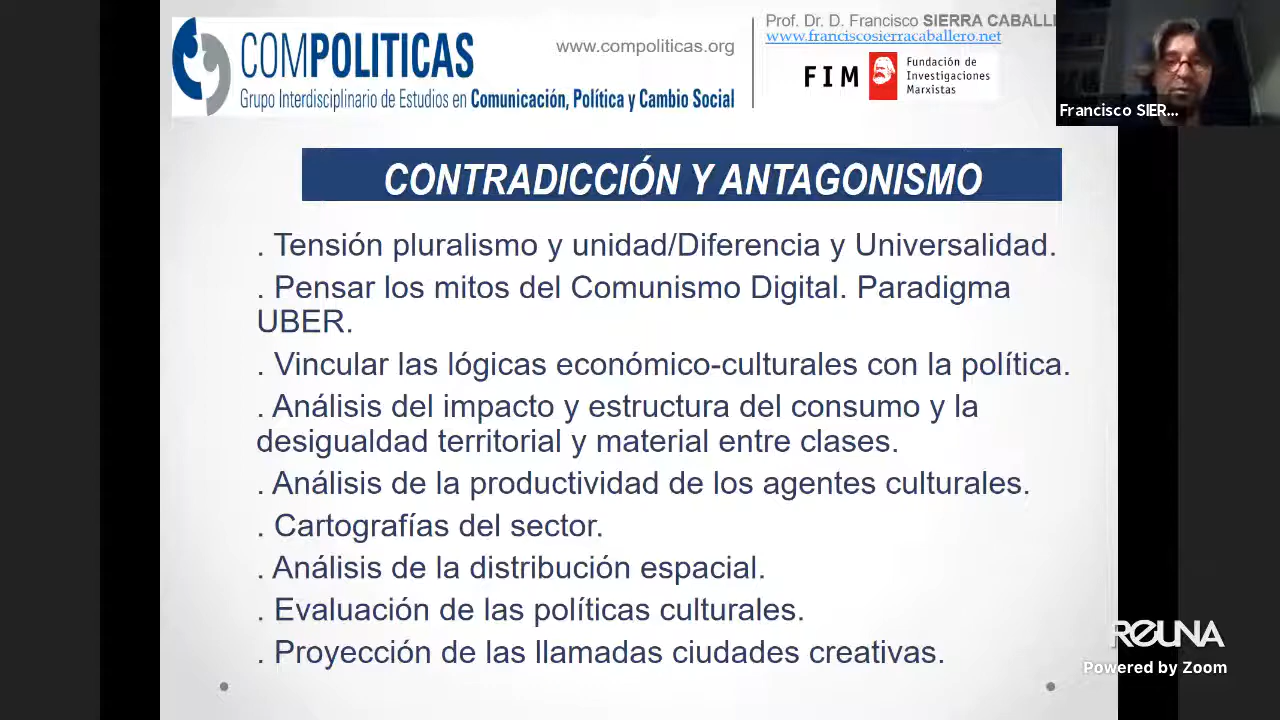 COMPOLITICAS
Grupo Interdisciplinario de Estudios en Comunicación, Política y Cambio Social
www.compoliticas.org
Prof. Dr. D. Francisco SIERRA CABALLE
www.franciscosierracaballero.net
FIM
Fundación de
Investigaciones
Marxistas
Francisco SIER...
CONTRADICCIÓN Y ANTAGONISMO
. Tensión pluralismo y unidad/Diferencia y Universalidad.
. Pensar los mitos del Comunismo Digital. Paradigma
UBER.
. Vincular las lógicas económico-culturales con la política.
. Análisis del impacto y estructura del consumo y la
desigualdad territorial y material entre clases.
. Análisis de la productividad de los agentes culturales.
. Cartografías del sector.
. Análisis de la distribución espacial.
. Evaluación de las políticas culturales.
. Proyección de las llamadas ciudades creativas.
REUNA
Powered by Zoom